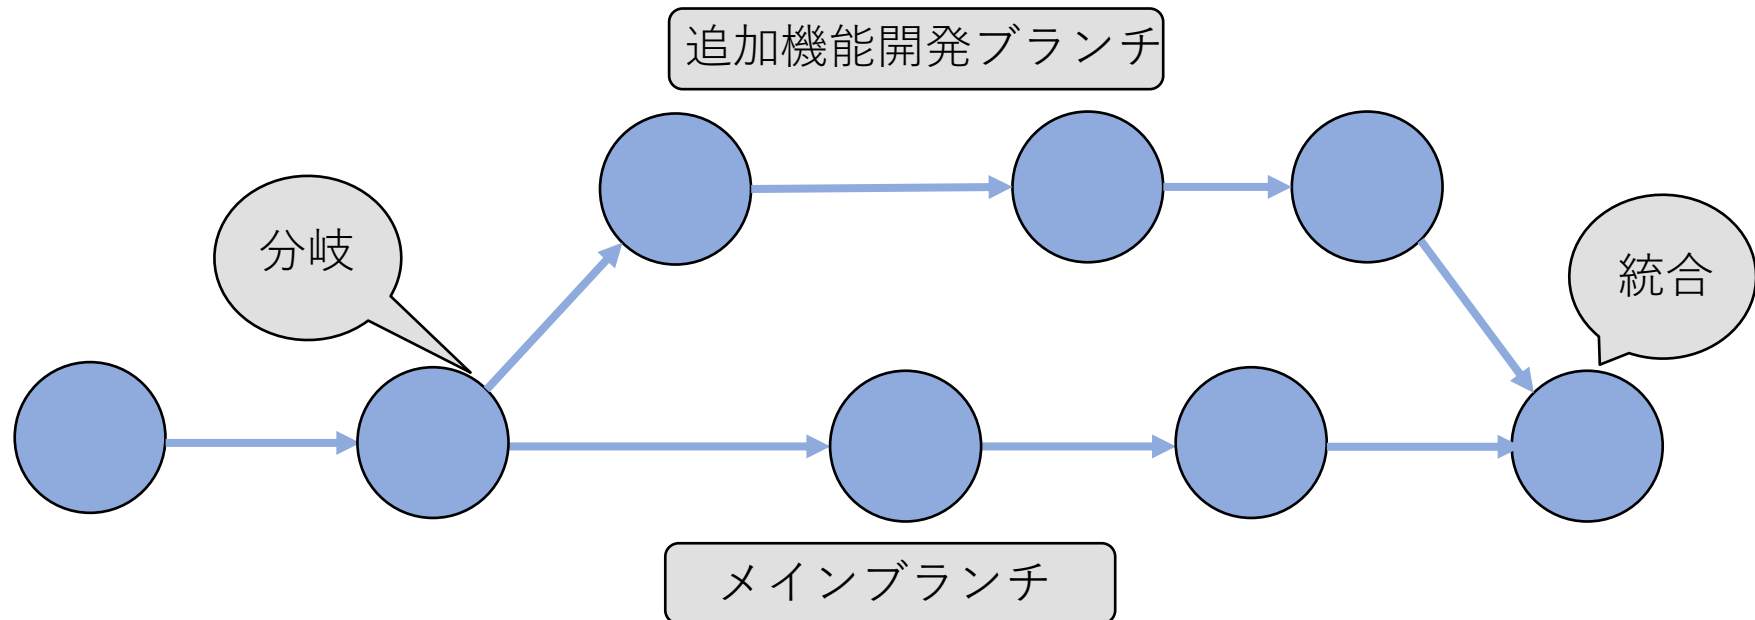 追加機能開発ブランチ
分岐
統合
メインブランチ